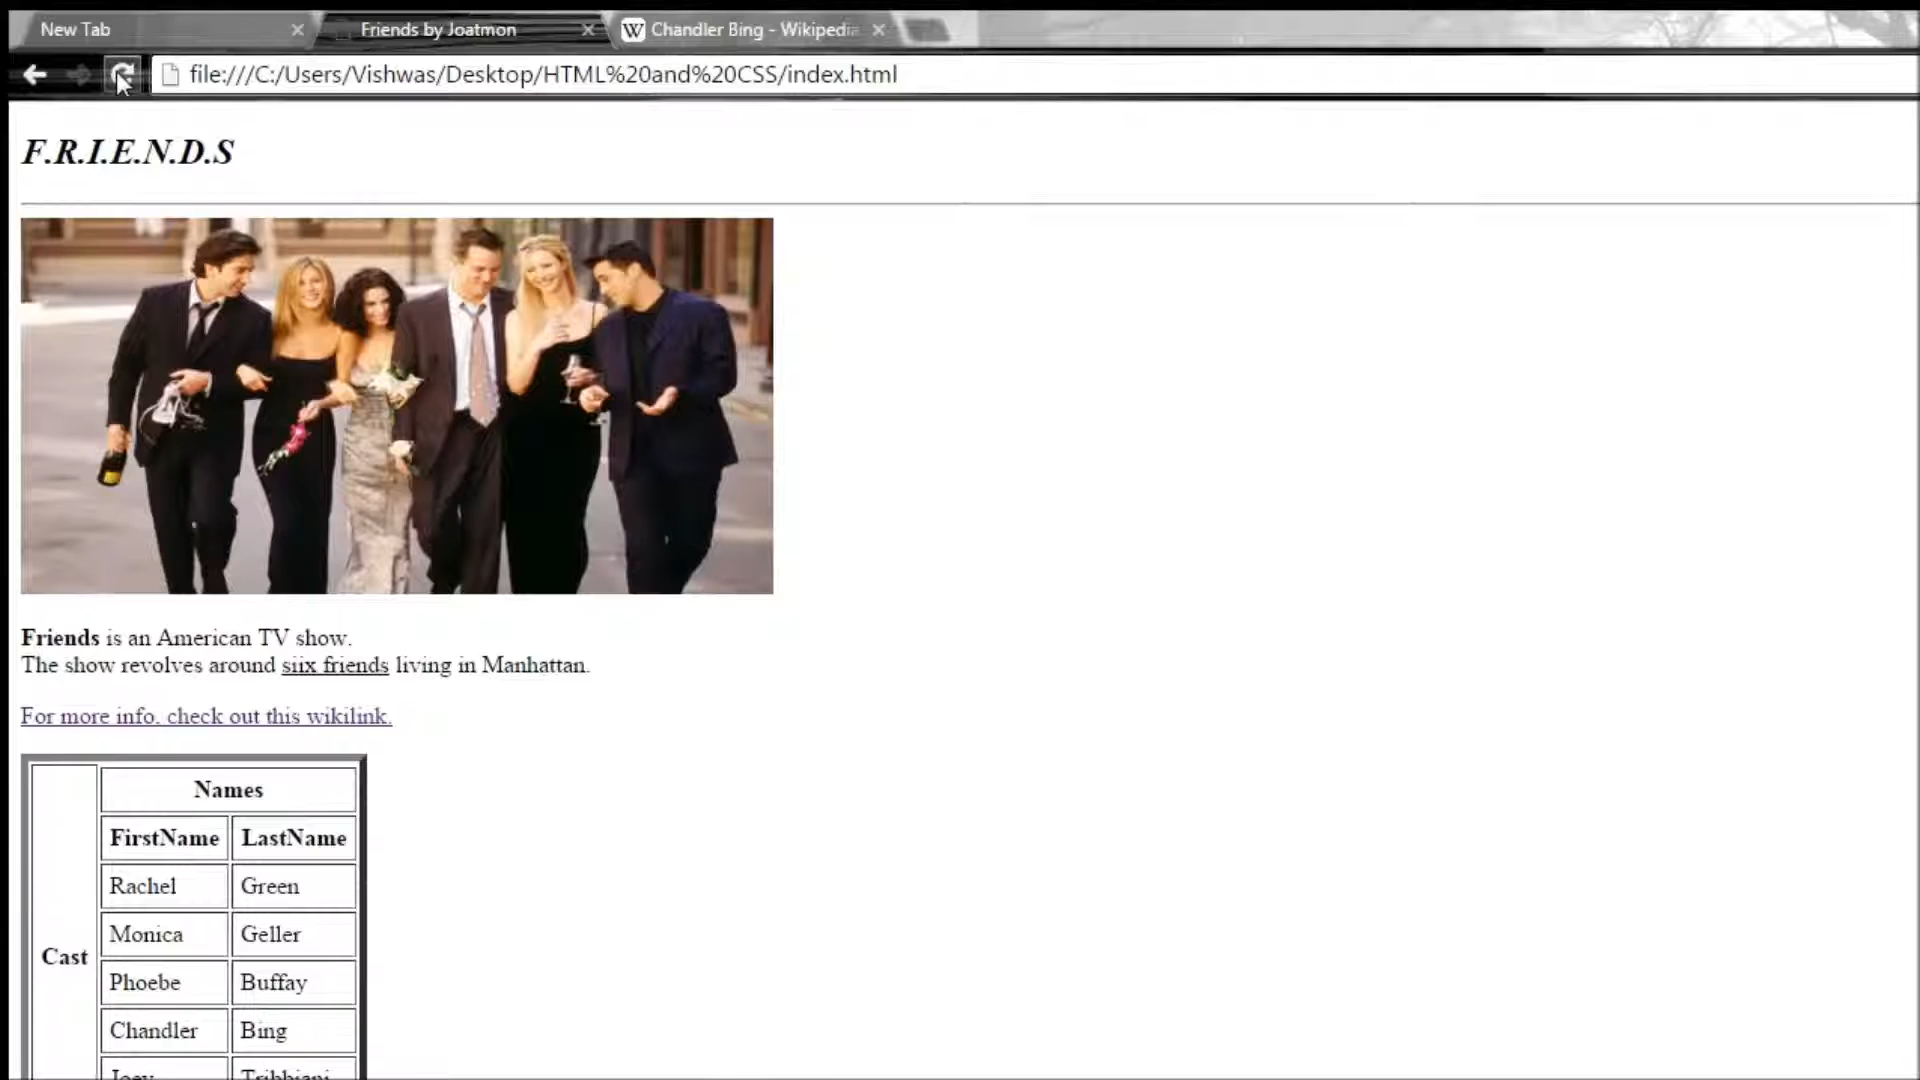 New Tab
Friends by Joatmon
W Chandler Bing - Wikipedia
file:///C:/Users/Vishwas/Desktop/HTML%20and%20CSS/index.html
F.R.I.E.N.D.S
Friends is an American TV show.
The show revolves around siix friends living in Manhattan.
For more info. check out this wikilink.
Names
FirstName LastName
Rachel Green
Monica Geller
Cast
Phoebe Buffay
Chandler Bing
Joey Tribbiani